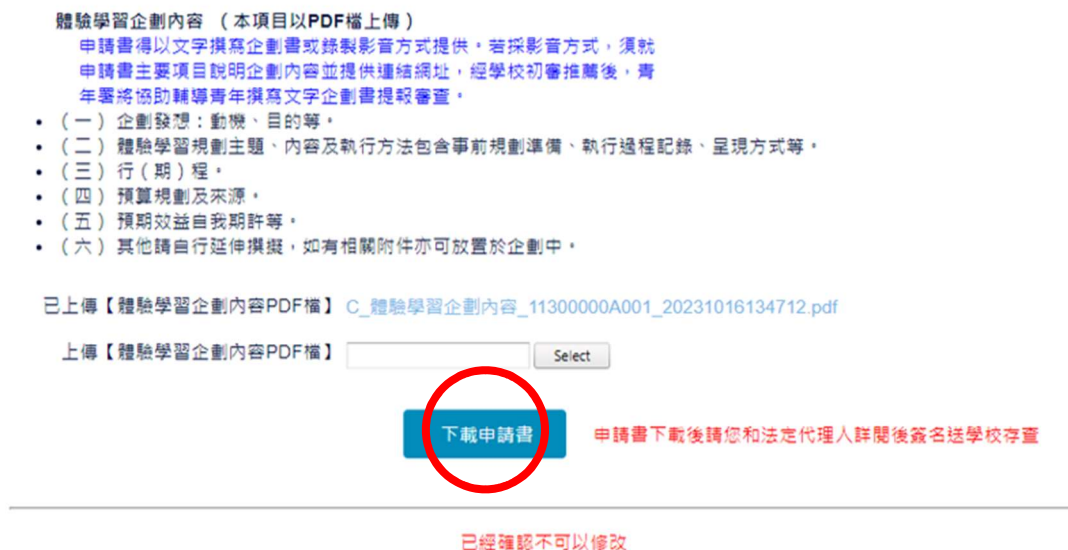 體驗學習企劃內容 （本項目以PDF檔上傳）
申請書得以文字撰寫企劃書或錄製影音方式提供。若採影音方式，須就
申請書主要項目說明企劃內容並提供連結網址，經學校初審推薦後，青
年署將協助輔導青年撰寫文字企劃書提報審查。
• （一）企劃發想：動機、目的等。
• （二）體驗學習規劃主題、內容及執行方法包含事前規劃準備、執行過程記錄、呈現方式等。
• （三）行（期）程。
• （四）預算規劃及來源。
• （五）預期效益自我期許等。
• （六）其他請自行延伸撰擬，如有相關附件亦可放置於企劃中。
已上傳【體驗學習企劃內容PDF檔】 C_體驗學習企劃內容_11300000A001_20231016134712.pdf
上傳【體驗學習企劃內容PDF檔】 Select
下載申請書 申請書下載後請您和法定代理人詳閱後簽名送學校存查
已經確認不可以修改